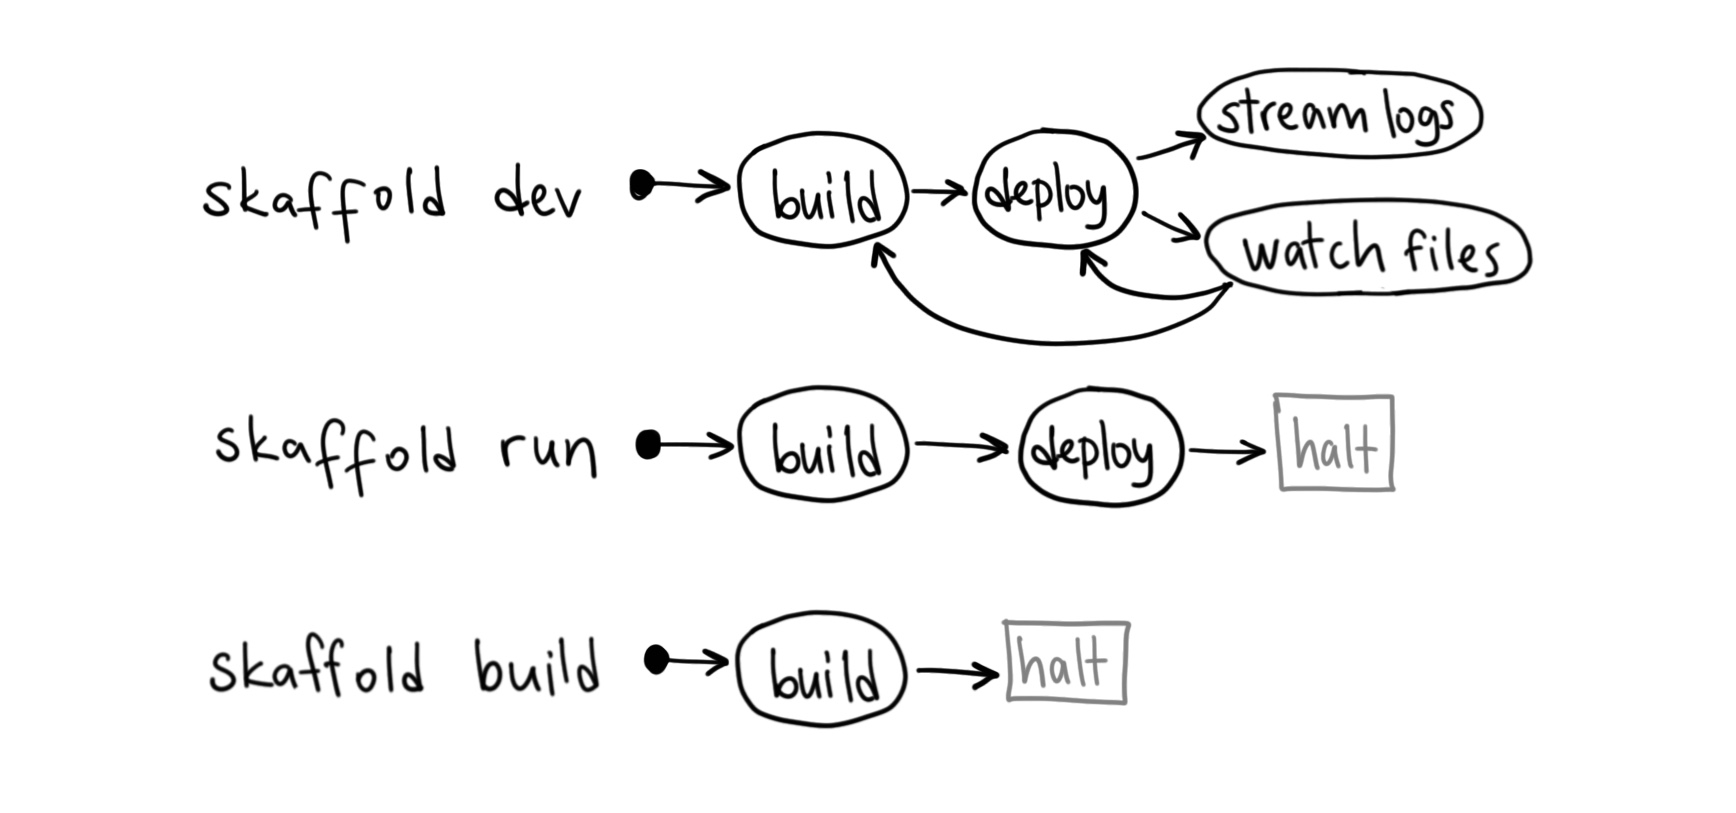 stream logs
skaffold dev build deploy
watch files
skaffold run build deploy halt
skaffold build build halt